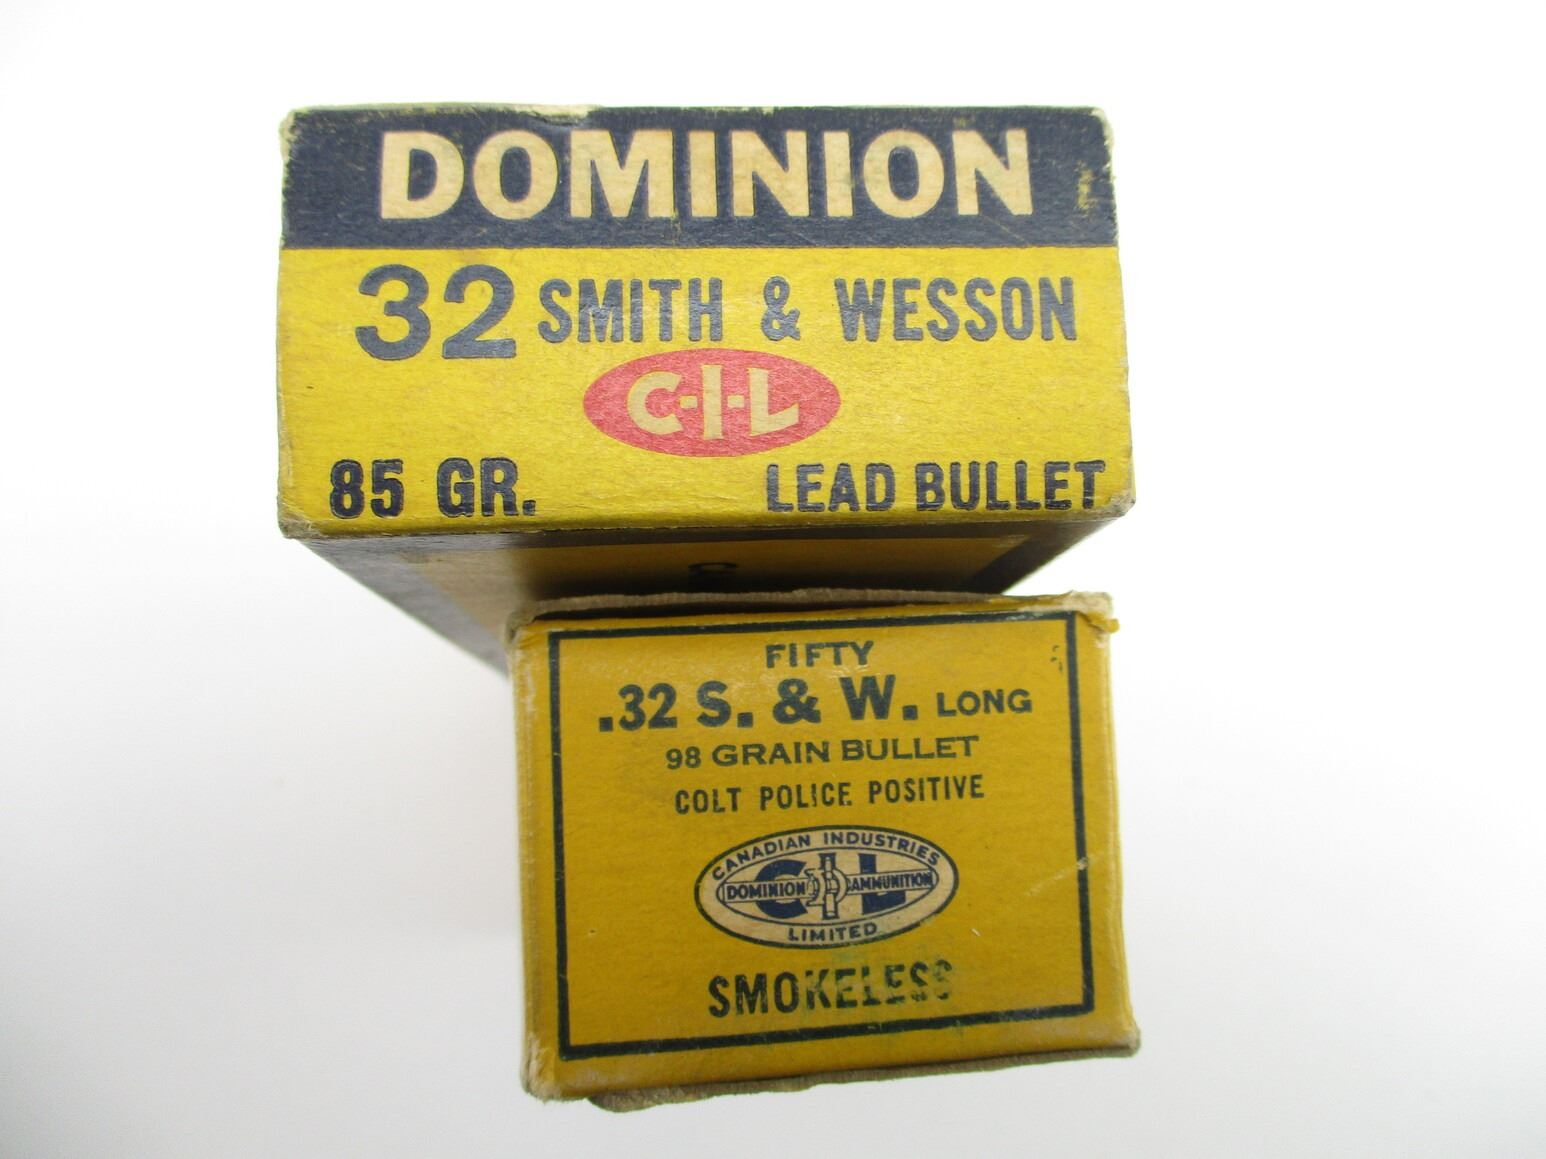 DOMINION
32 SMITH & WESSON
C-I-L
85 GR. LEAD BULLET
FIFTY
.32 S. & W. LONG
98 GRAIN BULLET
COLT POLICE POSITIVE
CANADIAN INDUSTRIES
CIL
DOMINION AMMUNITION
LIMITED
SMOKELESS